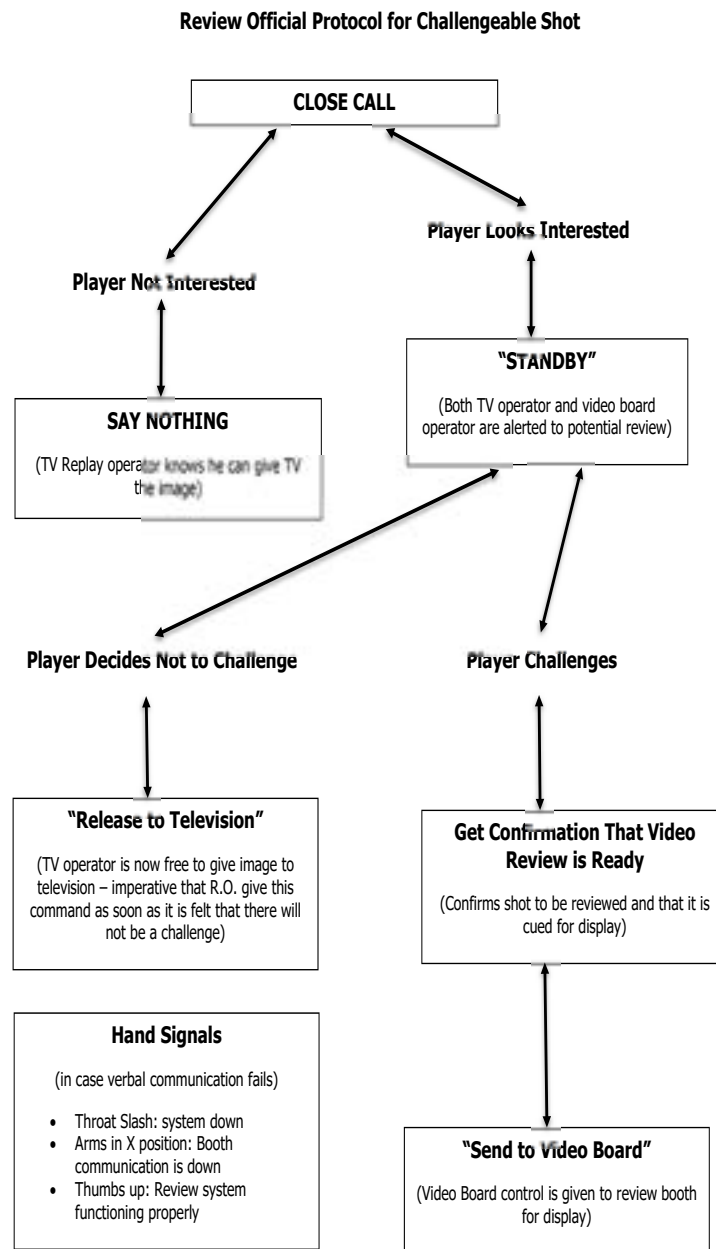 Review Official Protocol for Challengeable Shot
CLOSE CALL
Player Looks Interested
Player Not Interested
“STANDBY”
(Both TV operator and video board
operator are alerted to potential review)
SAY NOTHING
(TV Replay operator knows he can give TV
the image)
Player Decides Not to Challenge
Player Challenges
“Release to Television”
(TV operator is now free to give image to
television – imperative that R.O. give this
command as soon as it is felt that there will
not be a challenge)
Get Confirmation That Video
Review is Ready
(Confirms shot to be reviewed and that it is
cued for display)
Hand Signals
(in case verbal communication fails)
• Throat Slash: system down
• Arms in X position: Booth
communication is down
• Thumbs up: Review system
functioning properly
“Send to Video Board”
(Video Board control is given to review booth
for display)